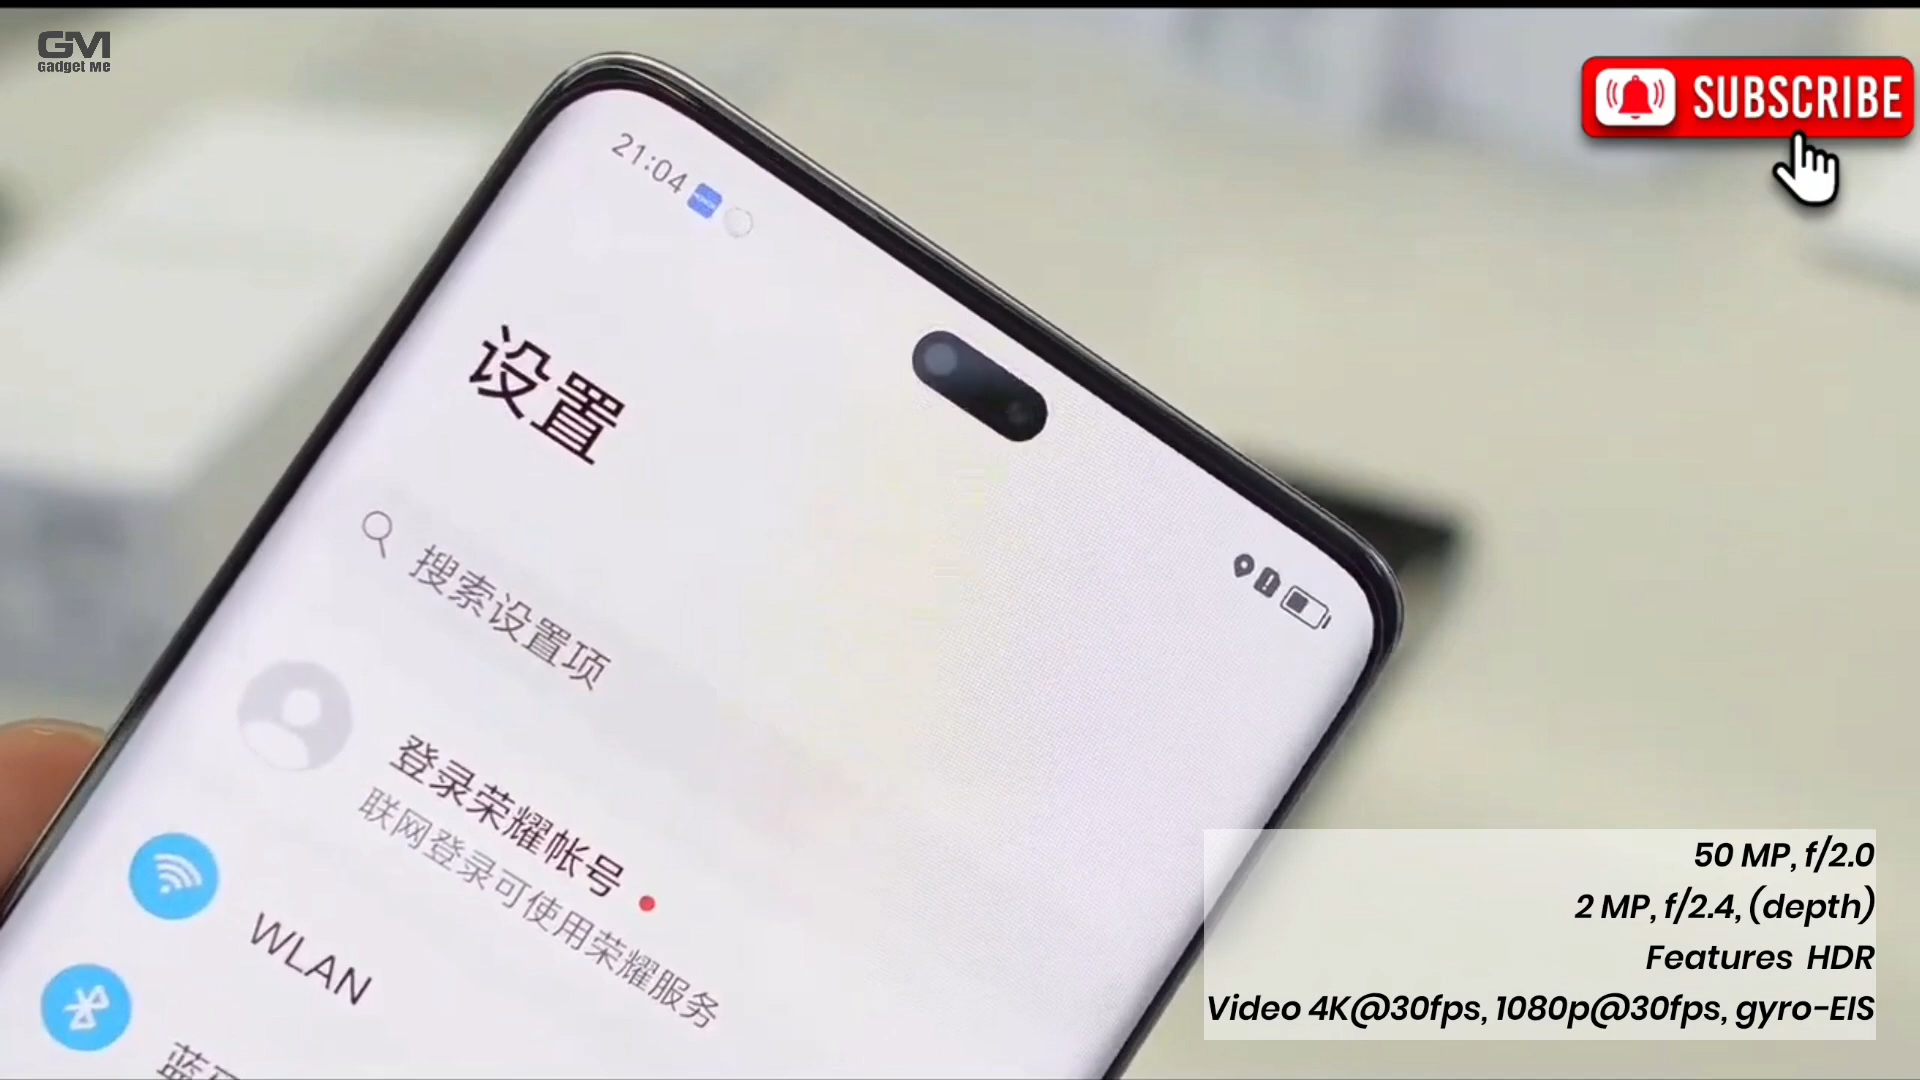 GM
Gadget Me
SUBSCRIBE
21:04
设置
搜索设置项
登录荣耀帐号
联网登录可使用荣耀服务
WLAN
50 MP, f/2.0
2 MP, f/2.4, (depth)
Features HDR
Video 4K@30fps, 1080p@30fps, gyro-EIS